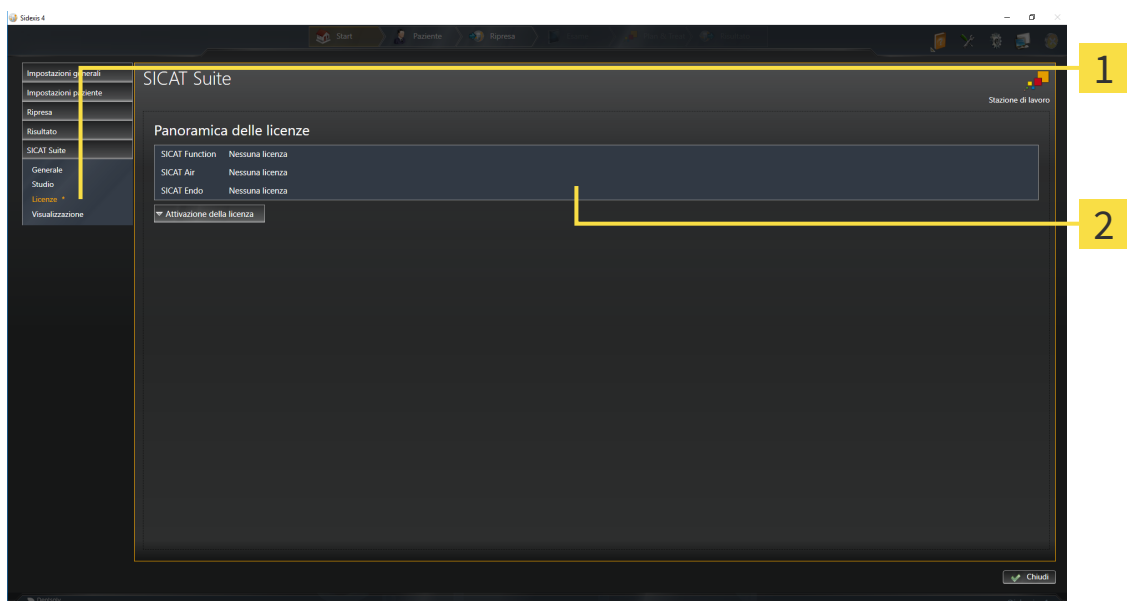 Sidexis 4
Start
Paziente
Ripresa
Impostazioni generali
Impostazioni paziente
Ripresa
Risultato
SICAT Suite
Generale
Studio
Licenze *
Visualizzazione
SICAT Suite
Stazione di lavoro
Panoramica delle licenze
SICAT Function Nessuna licenza
SICAT Air Nessuna licenza
SICAT Endo Nessuna licenza
Attivazione della licenza
Chiudi
1
2